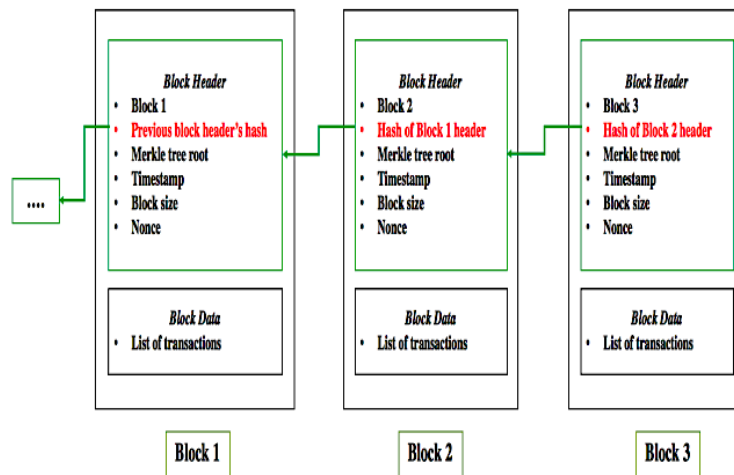 ....
Block Header
• Block 1
• Previous block header's hash
• Merkle tree root
• Timestamp
• Block size
• Nonce
Block Data
• List of transactions
Block 1
Block Header
• Block 2
• Hash of Block 1 header
• Merkle tree root
• Timestamp
• Block size
• Nonce
Block Data
• List of transactions
Block 2
Block Header
• Block 3
• Hash of Block 2 header
• Merkle tree root
• Timestamp
• Block size
• Nonce
Block Data
• List of transactions
Block 3